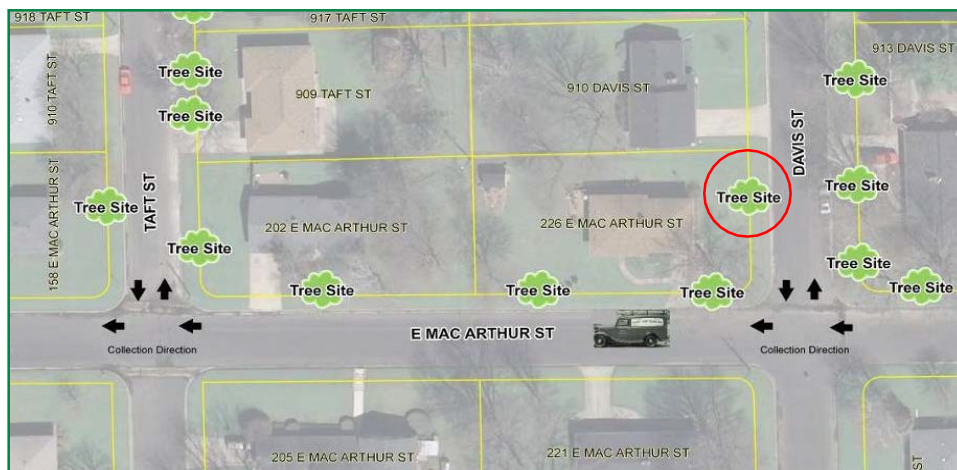 918 TAFT ST
917 TAFT ST
913 DAVIS ST
Tree Site
Tree Site
910 TAFT ST
909 TAFT ST
910 DAVIS ST
Tree Site
DAVIS ST
158 E MAC ARTHUR ST
Tree Site
TAFT ST
202 E MAC ARTHUR ST
226 E MAC ARTHUR ST
Tree Site
Tree Site
Tree Site
Tree Site
Tree Site
Tree Site
Tree Site
Tree Site
E MAC ARTHUR ST
Collection Direction
Collection Direction
205 E MAC ARTHUR ST
221 E MAC ARTHUR ST
ST